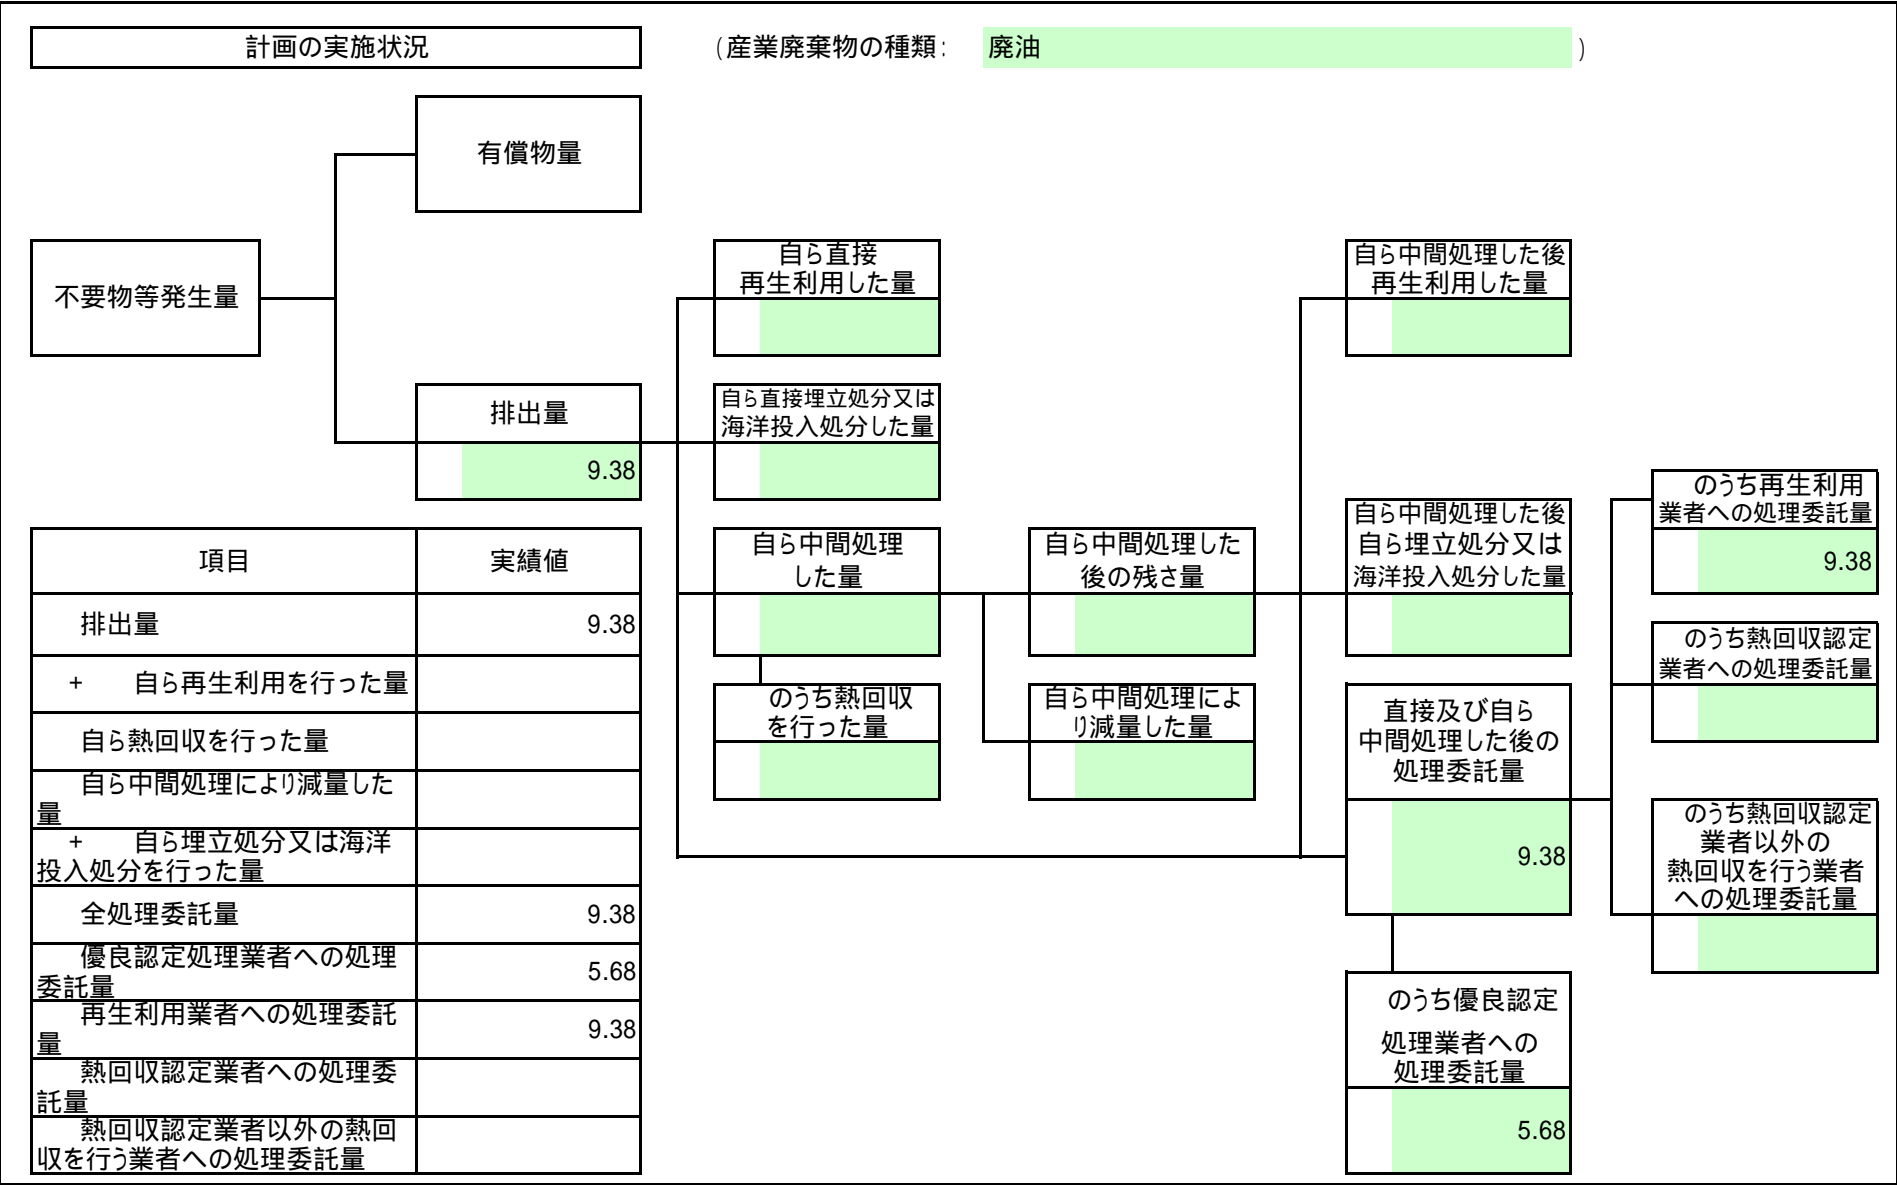 計画の実施状況
(産業廃棄物の種類: 廃油 )
有償物量
不要物等発生量
自ら直接
再生利用した量
自ら中間処理した後
再生利用した量
排出量
9.38
自ら直接埋立処分又は
海洋投入処分した量
のうち再生利用
業者への処理委託量
9.38
自ら中間処理
した量
自ら中間処理した
後の残さ量
自ら中間処理した後
自ら埋立処分又は
海洋投入処分した量
のうち熱回収認定
業者への処理委託量
のうち熱回収
を行った量
自ら中間処理によ
り減量した量
直接及び自ら
中間処理した後の
処理委託量
9.38
のうち熱回収認定
業者以外の
熱回収を行う業者
への処理委託量
のうち優良認定
処理業者への
処理委託量
5.68
項目 実績値
排出量 9.38
+ 自ら再生利用を行った量
自ら熱回収を行った量
自ら中間処理により減量した
量
+ 自ら埋立処分又は海洋
投入処分を行った量
全処理委託量 9.38
優良認定処理業者への処理
委託量 5.68
再生利用業者への処理委託
量 9.38
熱回収認定業者への処理委
託量
熱回収認定業者以外の熱回
収を行う業者への処理委託量